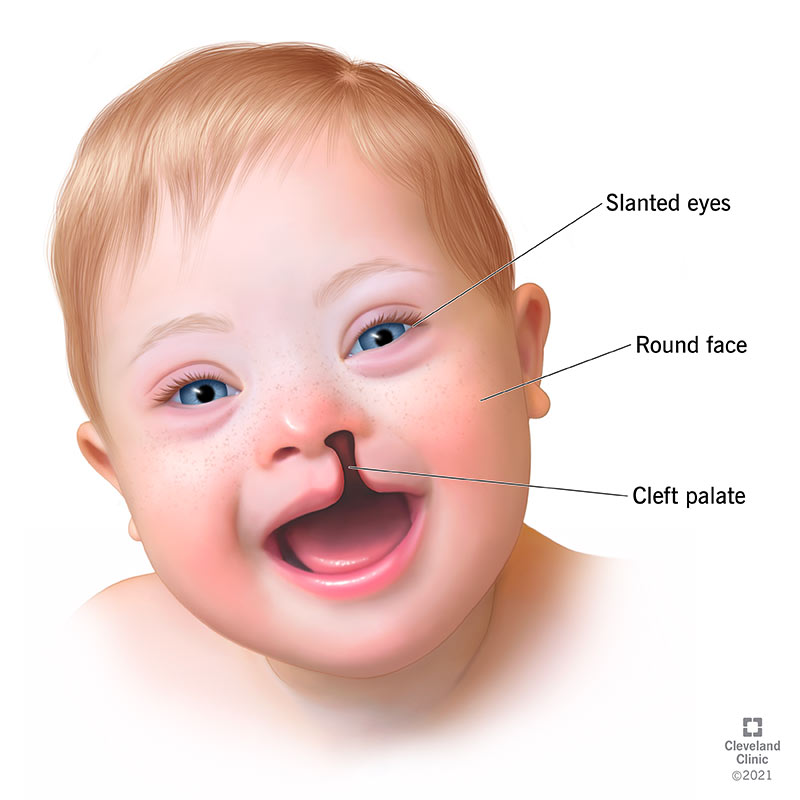 Slanted eyes
Round face
Cleft palate
Cleveland
Clinic
©2021